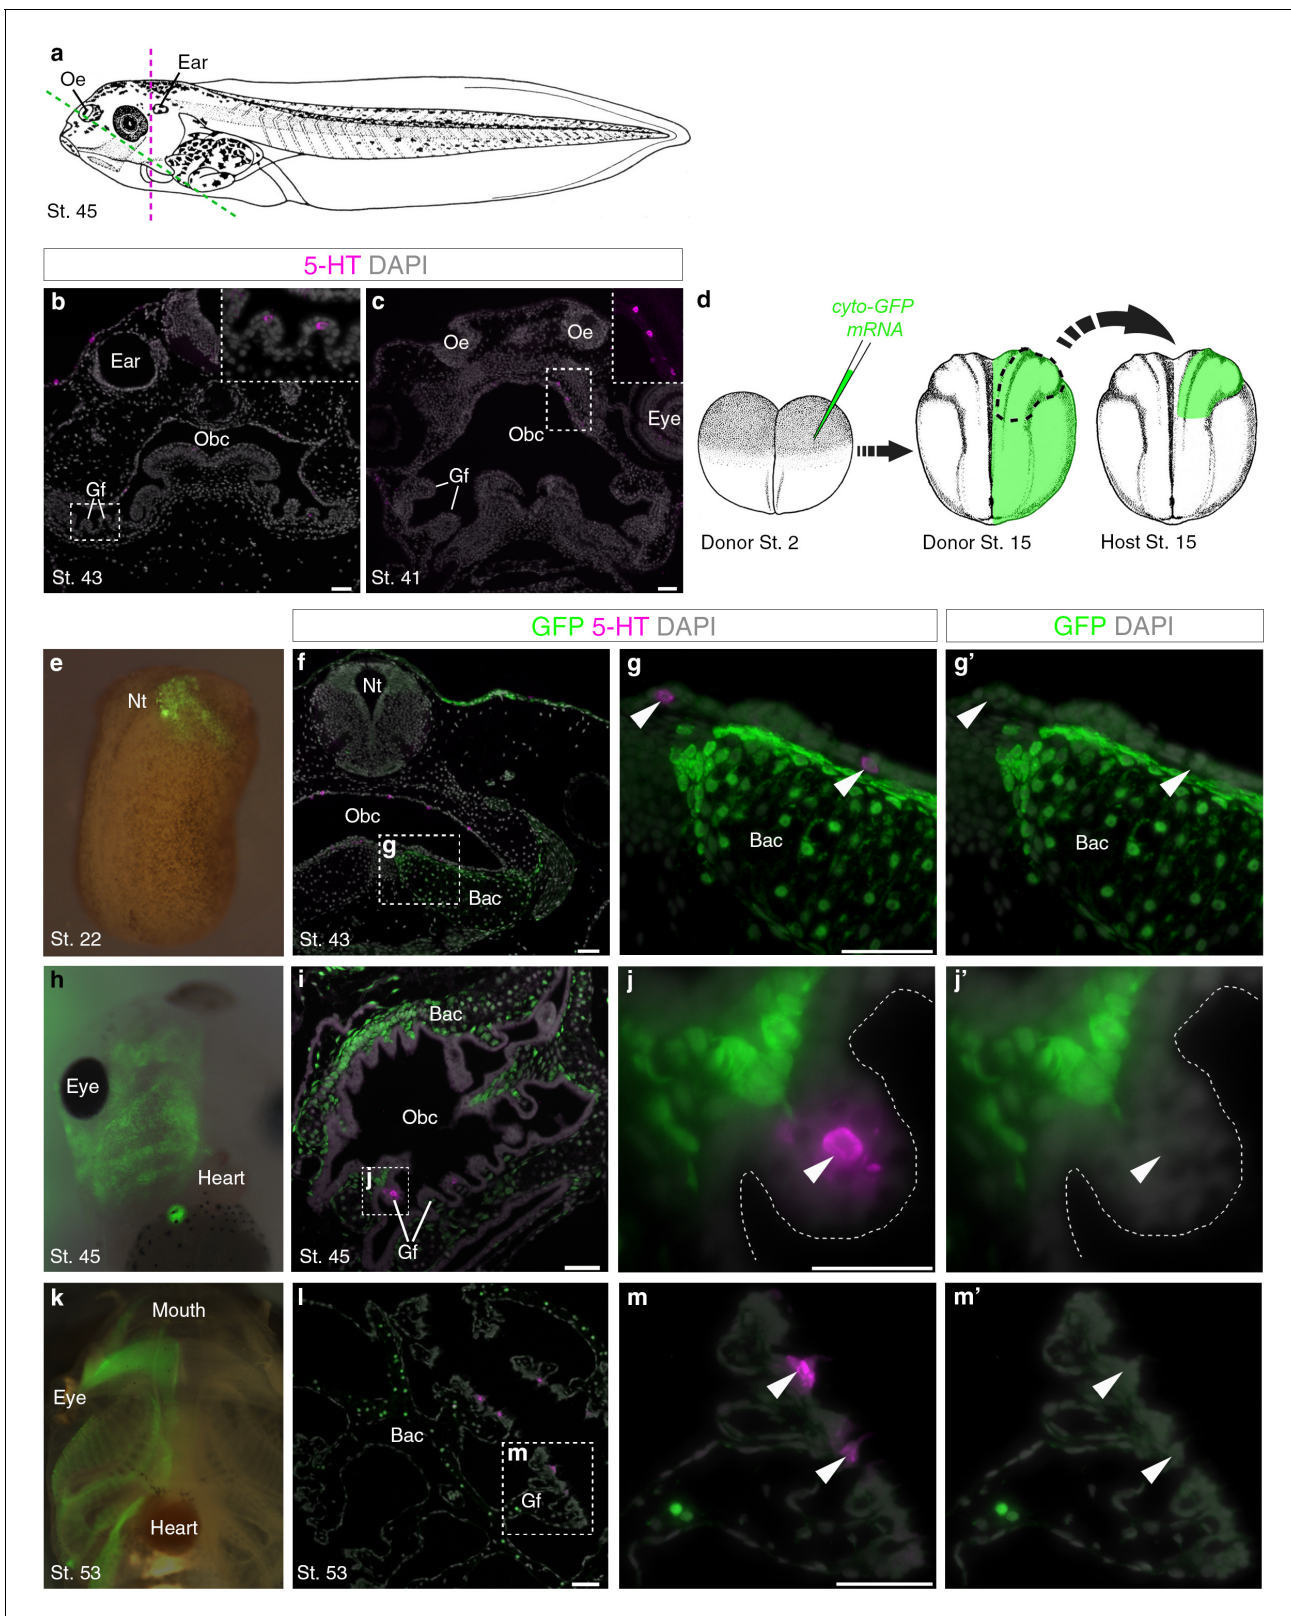 a
Oe
Ear
St. 45
5-HT DAPI
b
Ear
Obc
Gf
St. 43
c
Oe
Oe
Eye
Obc
Gf
St. 41
d
cyto-GFP
mRNA
Donor St. 2
Donor St. 15
Host St. 15
GFP 5-HT DAPI
GFP DAPI
e
Nt
St. 22
f
Nt
Obc
g
Bac
St. 43
g
Bac
g’
Bac
h
Eye
Heart
St. 45
i
Bac
Obc
j
Gf
St. 45
j
j’
k
Mouth
Eye
Heart
St. 53
l
Bac
m
Gf
St. 53
m
m’